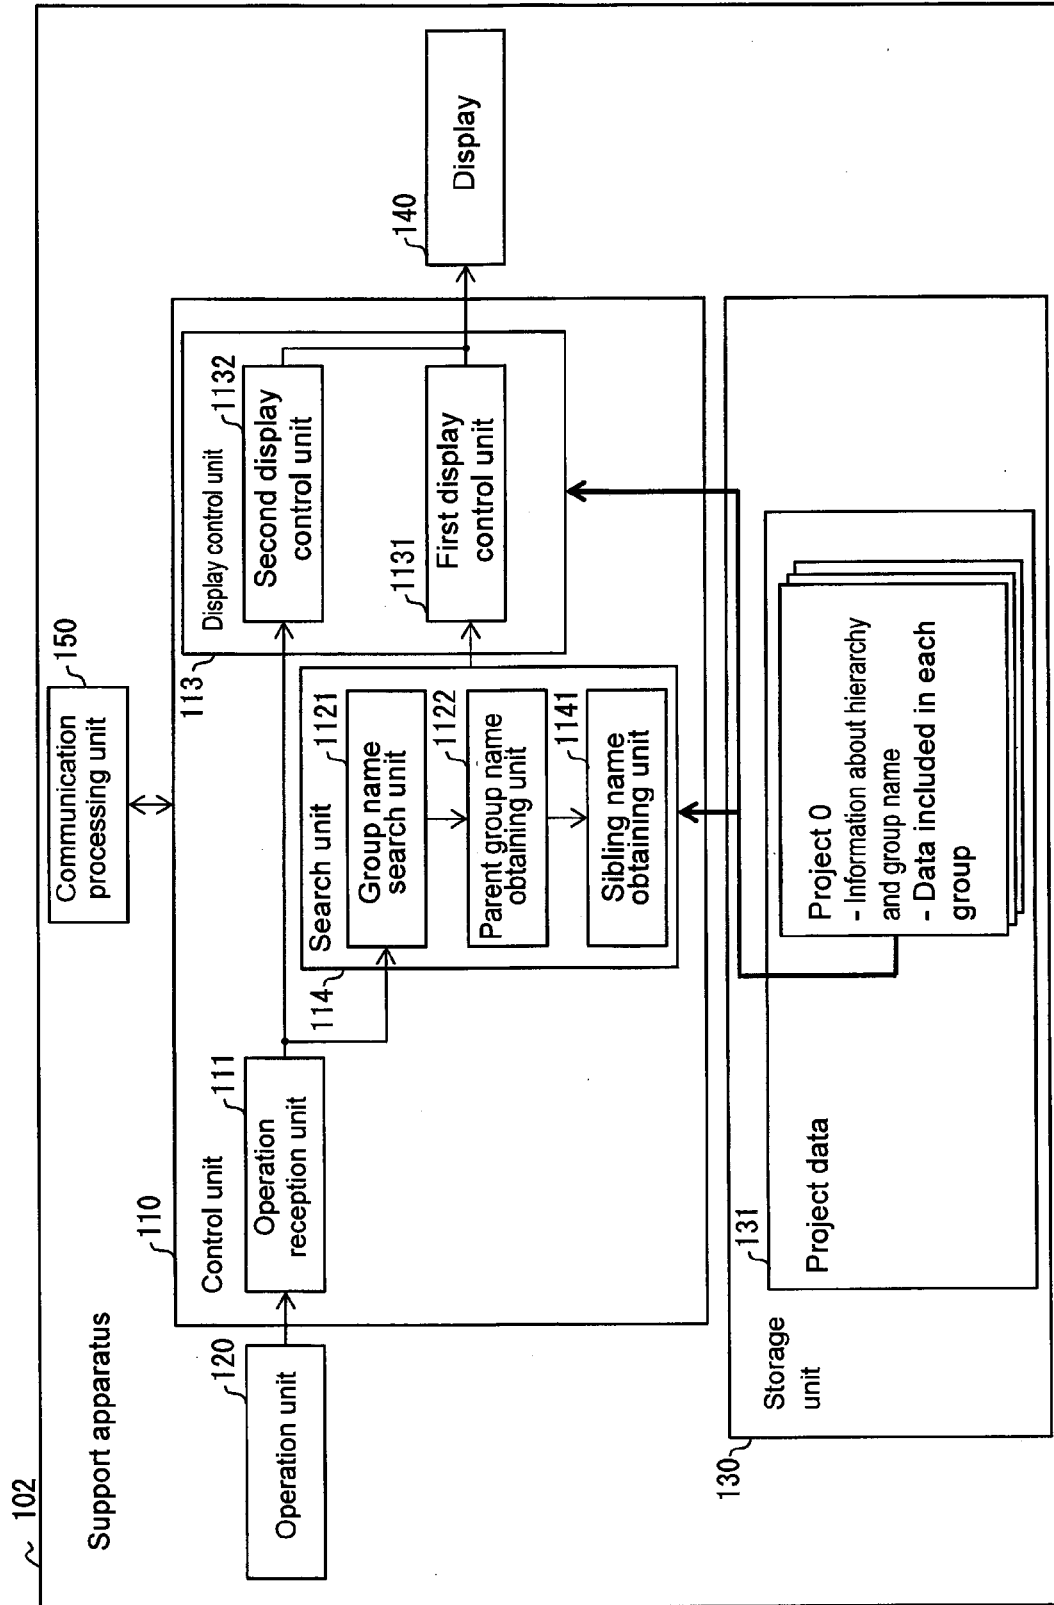 102
Support apparatus
150
Communication
processing unit
110
Control unit
120
Operation unit
111
Operation
reception unit
114
Search unit
1121
Group name
search unit
1122
Parent group name
obtaining unit
1141
Sibling name
obtaining unit
113
Display control unit
1132
Second display
control unit
1131
First display
control unit
140
Display
130
Storage
unit
131
Project data
Project 0
- Information about hierarchy
and group name
- Data included in each
group